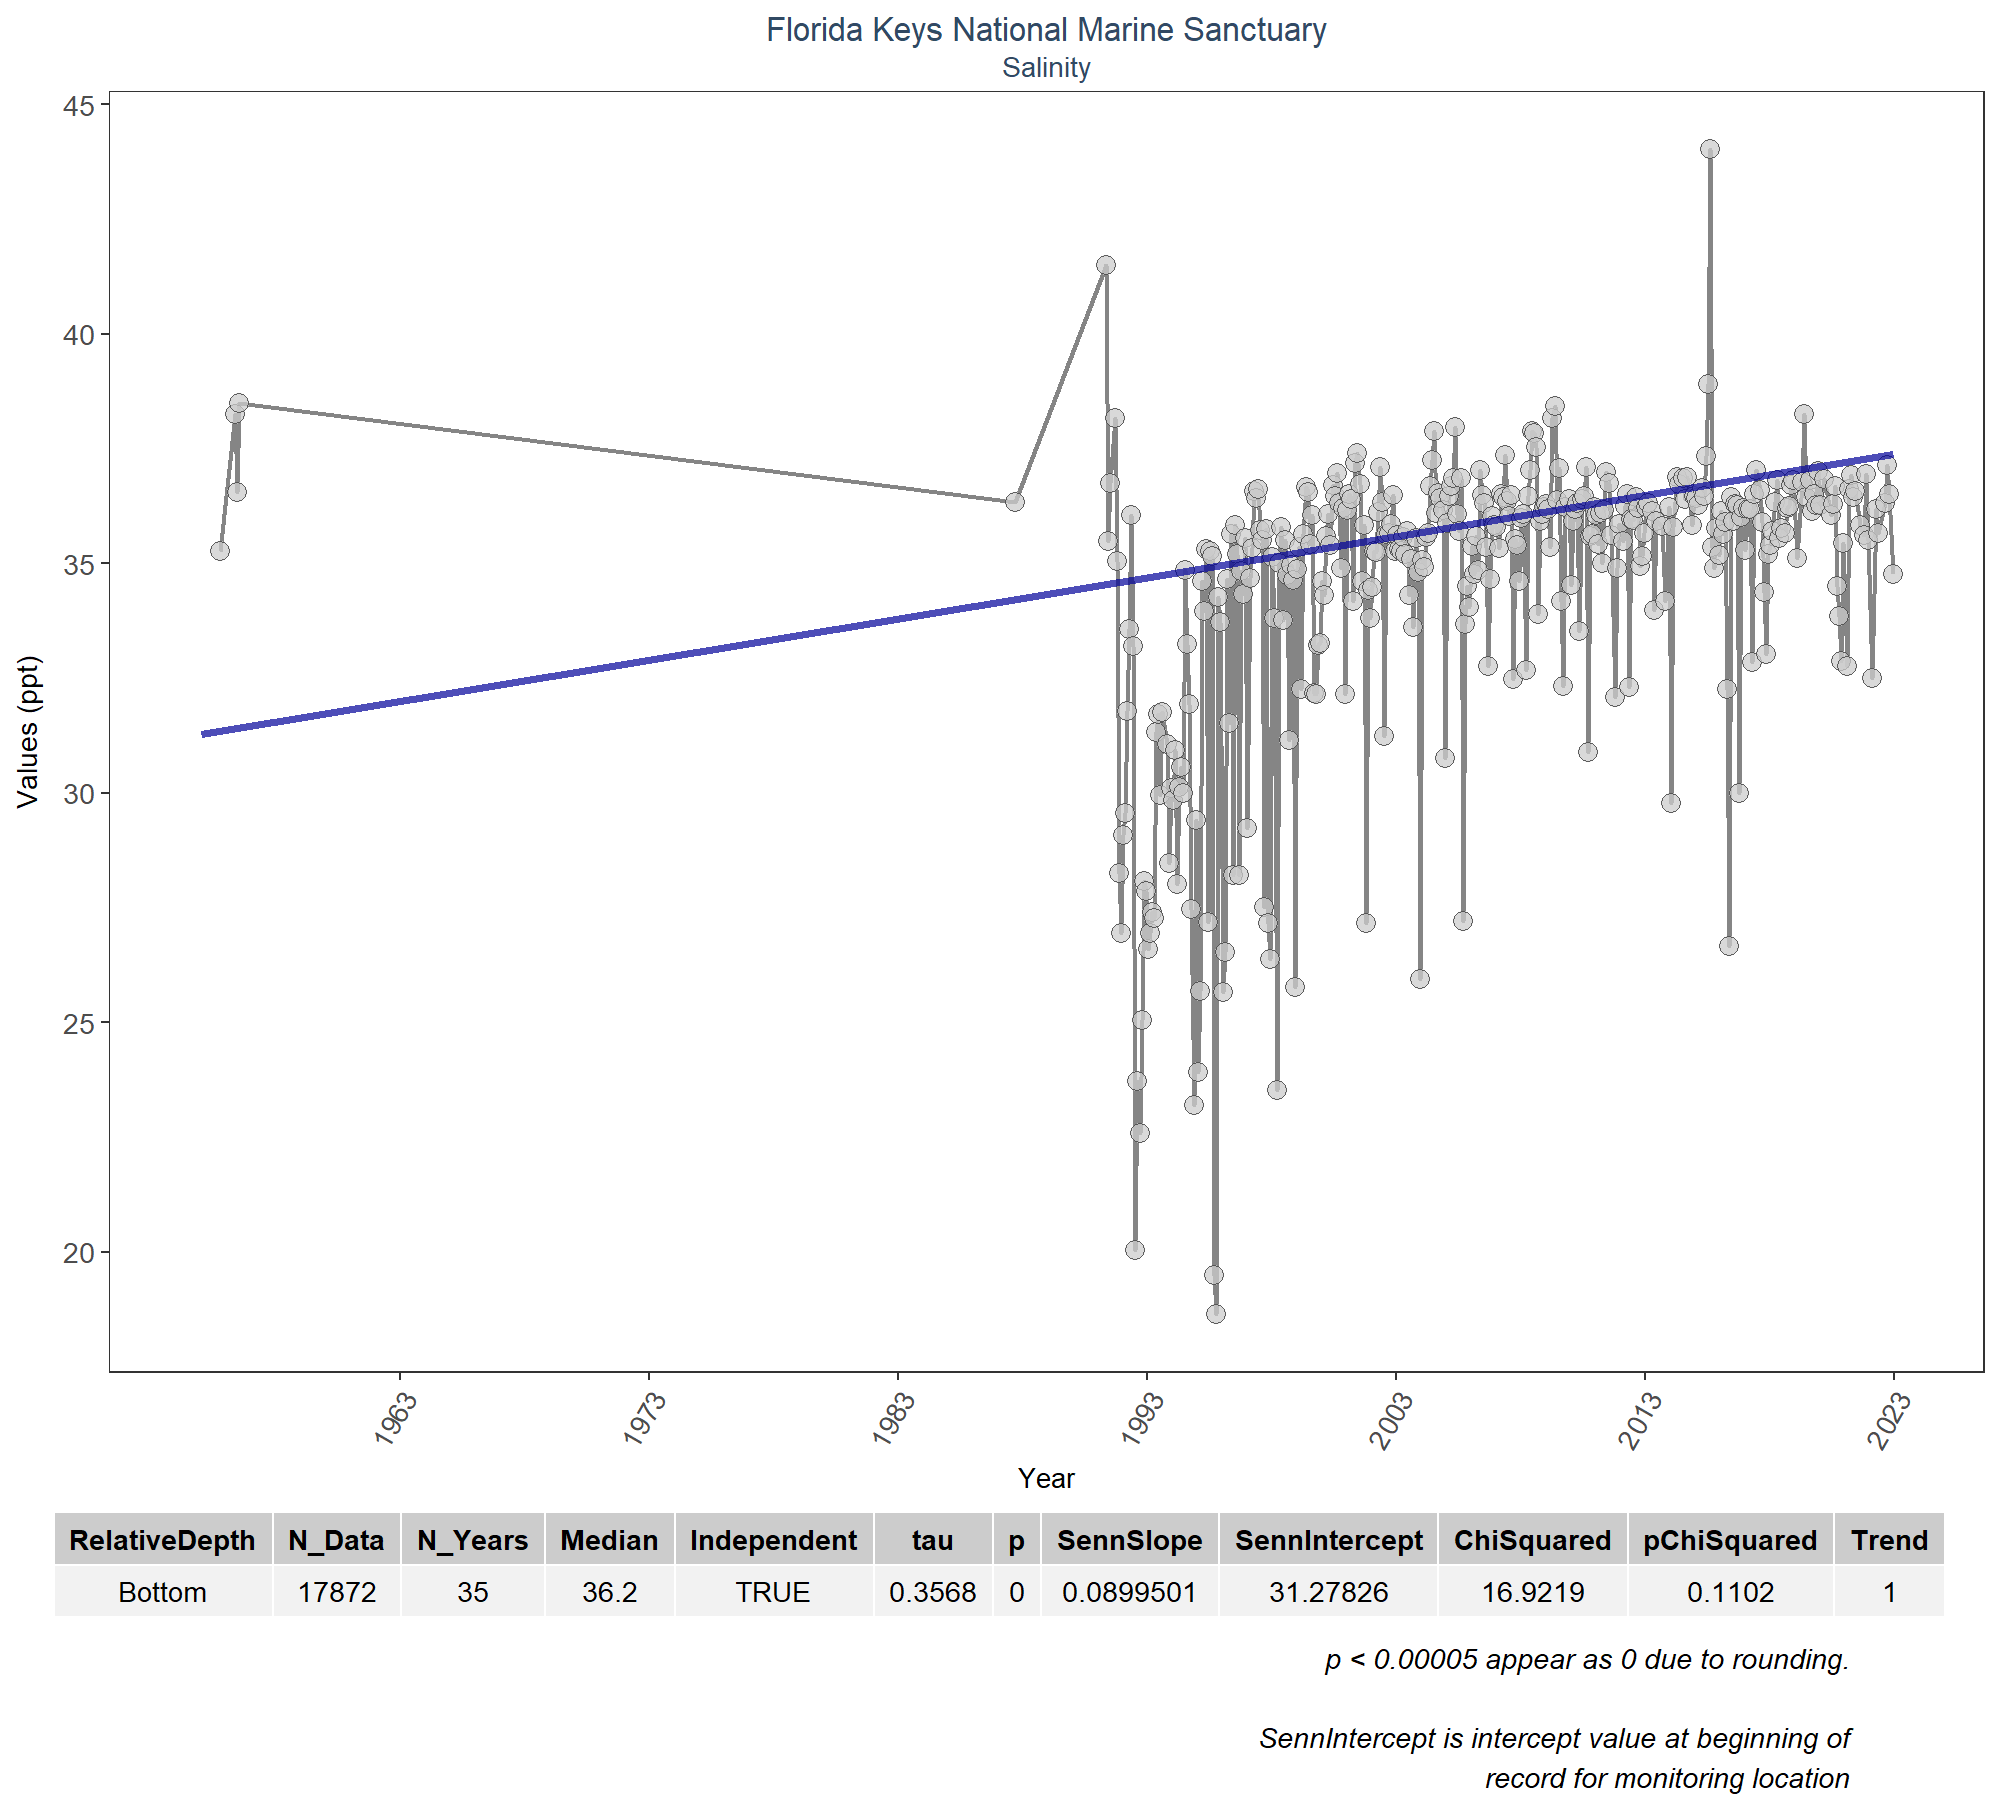 Florida Keys National Marine Sanctuary
Salinity
45
40
35
30
25
20
Values (ppt)
1963 1973 1983 1993 2003 2013 2023
Year
RelativeDepth N_Data N_Years Median Independent tau p SennSlope SennIntercept ChiSquared pChiSquared Trend
Bottom 17872 35 36.2 TRUE 0.3568 0 0.0899501 31.27826 16.9219 0.1102 1
p < 0.00005 appear as 0 due to rounding.
SennIntercept is intercept value at beginning of
record for monitoring location